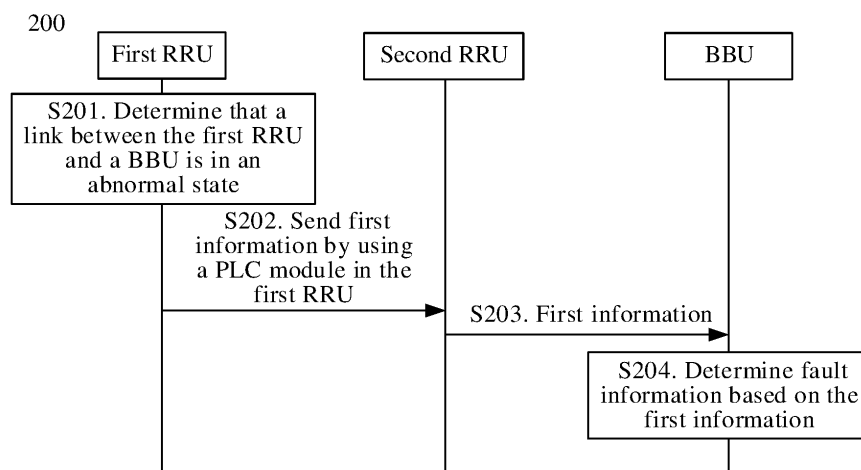 200
First RRU
Second RRU
BBU
S201. Determine that a
link between the first RRU
and a BBU is in an
abnormal state
S202. Send first
information by using
a PLC module in the
first RRU
S203. First information
S204. Determine fault
information based on the
first information